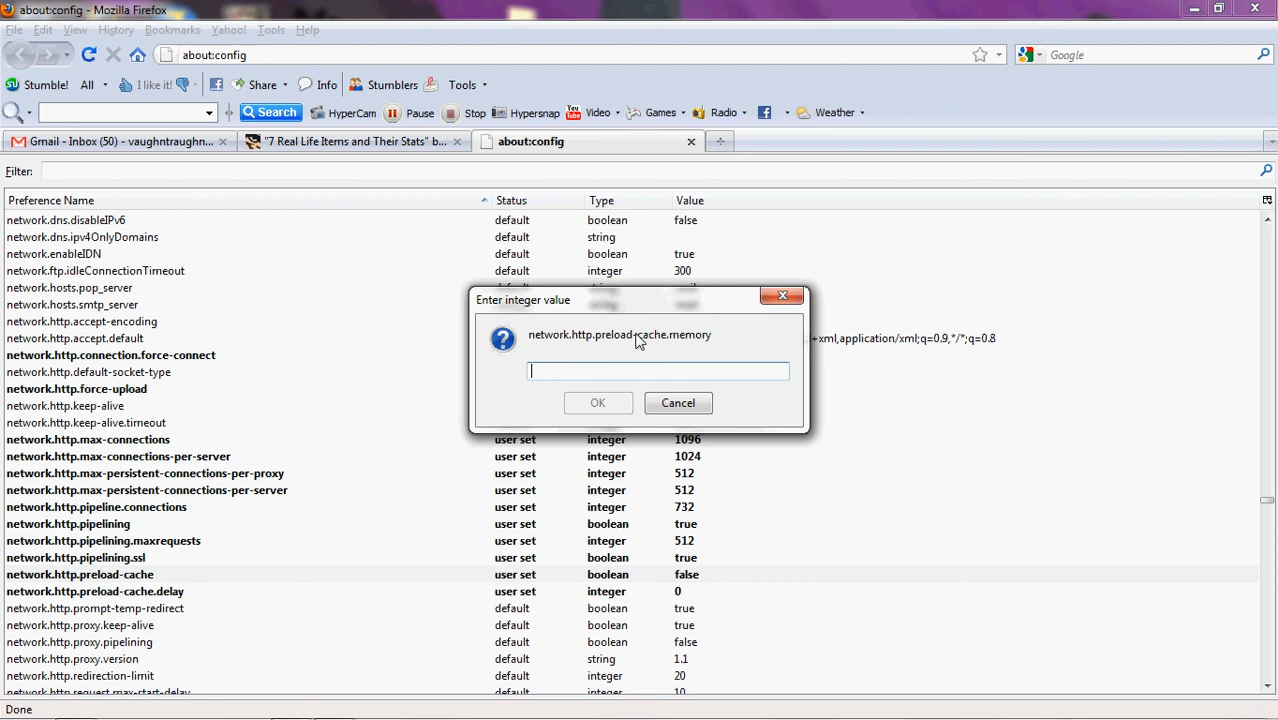 about:config - Mozilla Firefox
File Edit View History Bookmarks Yahoo! Tools Help
about:config Google
Stumble! All I like it! Share Info Stumblers Tools
Search HyperCam Pause Stop Hypersnap You Tube Video Games Radio Weather
Gmail - Inbox (50) - vaughntraughn... "7 Real Life Items and Their Stats" b... about:config
Filter:
Preference Name Status Type Value
network.dns.disableIPv6 default boolean false
network.dns.ipv4OnlyDomains default string
network.enableIDN default boolean true
network.ftp.idleConnectionTimeout default integer 300
network.hosts.pop_server
network.hosts.smtp_server
network.http.accept-encoding
network.http.accept.default +xml,application/xml;q=0.9,*/*;q=0.8
network.http.connection.force-connect
network.http.default-socket-type
network.http.force-upload
network.http.keep-alive
network.http.keep-alive.timeout
Enter integer value
network.http.preload-cache.memory
OK Cancel
network.http.max-connections user set integer 1096
network.http.max-connections-per-server user set integer 1024
network.http.max-persistent-connections-per-proxy user set integer 512
network.http.max-persistent-connections-per-server user set integer 512
network.http.pipeline.connections user set integer 732
network.http.pipelining user set boolean true
network.http.pipelining.maxrequests user set integer 512
network.http.pipelining.ssl user set boolean true
network.http.preload-cache user set boolean false
network.http.preload-cache.delay user set integer 0
network.http.prompt-temp-redirect default boolean true
network.http.proxy.keep-alive default boolean true
network.http.proxy.pipelining default boolean false
network.http.proxy.version default string 1.1
network.http.redirection-limit default integer 20
network.http.request.max-start-delay default integer 10
Done